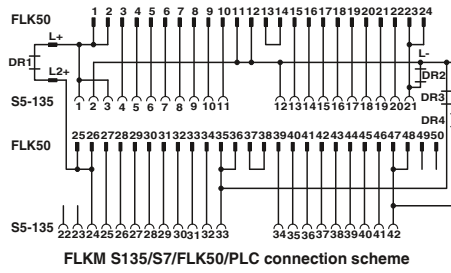 1 2 3 4 5 6 7 8 9 10 11 12 13 14 15 16 17 18 19 20 21 22 23 24
FLK50
L+
L-
DR1
DR2
L2+
DR3
S5-135
1 2 3 4 5 6 7 8 9 10 11 12 13 14 15 16 17 18 19 20 21
DR4
FLK50
25 26 27 28 29 30 31 32 33 34 35 36 37 38 39 40 41 42 43 44 45 46 47 48 49 50
S5-135
22 23 24 25 26 27 28 29 30 31 32 33 34 35 36 37 38 39 40 41 42
FLKM S135/S7/FLK50/PLC connection scheme